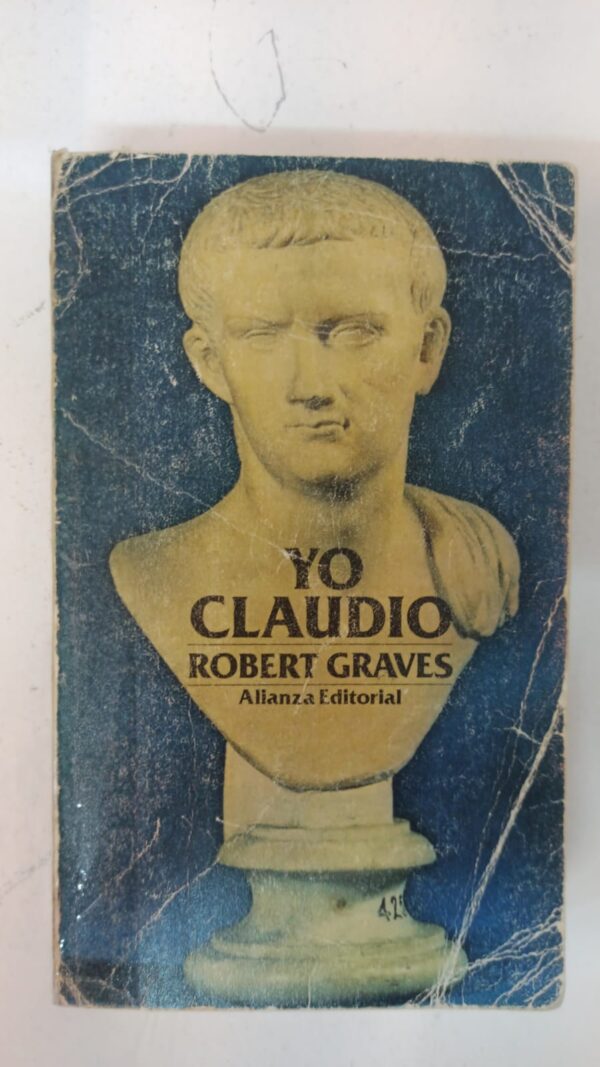 YO
CLAUDIO
ROBERT GRAVES
Alianza Editorial